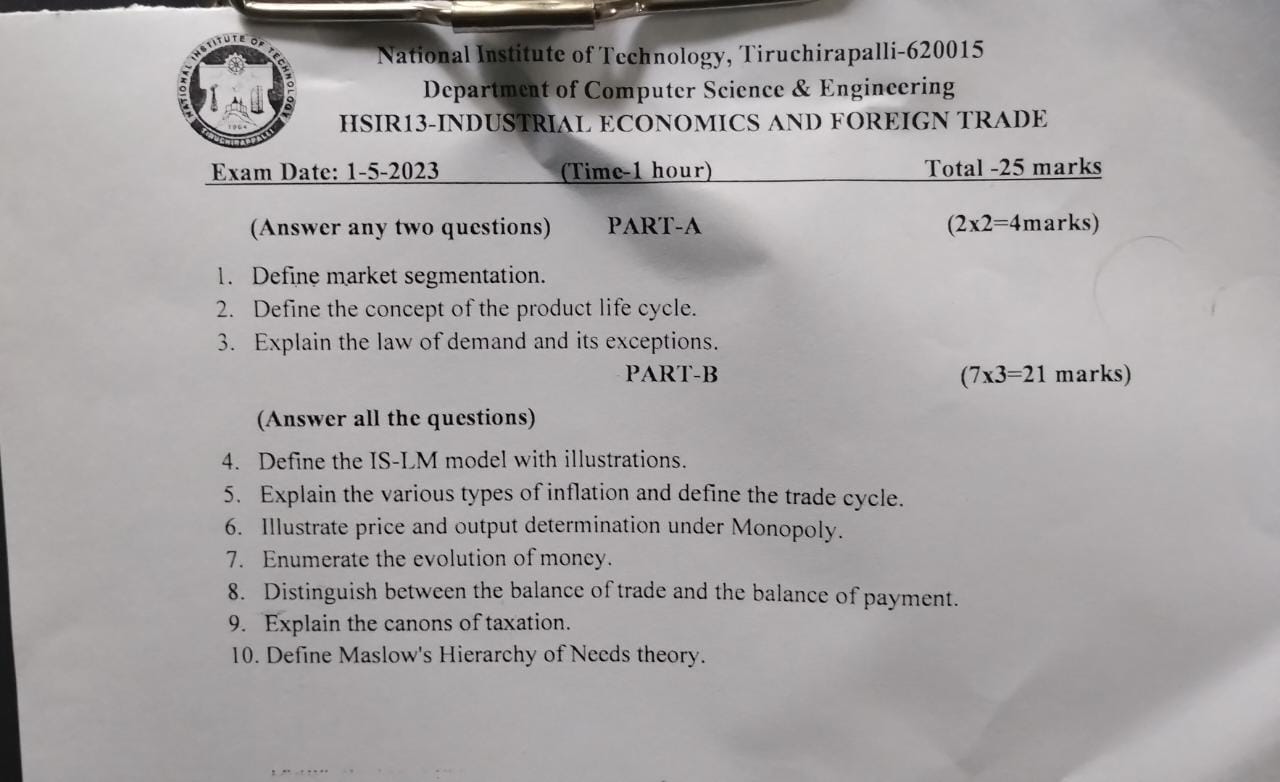 NATIONAL INSTITUTE OF TECHNOLOGY
1964
TIRUCHIRAPPALLI
National Institute of Technology, Tiruchirapalli-620015
Department of Computer Science & Engineering
HSIR13-INDUSTRIAL ECONOMICS AND FOREIGN TRADE
Exam Date: 1-5-2023 (Time-1 hour) Total -25 marks
(Answer any two questions) PART-A (2x2=4marks)
1. Define market segmentation.
2. Define the concept of the product life cycle.
3. Explain the law of demand and its exceptions.
PART-B (7x3=21 marks)
(Answer all the questions)
4. Define the IS-LM model with illustrations.
5. Explain the various types of inflation and define the trade cycle.
6. Illustrate price and output determination under Monopoly.
7. Enumerate the evolution of money.
8. Distinguish between the balance of trade and the balance of payment.
9. Explain the canons of taxation.
10. Define Maslow's Hierarchy of Needs theory.